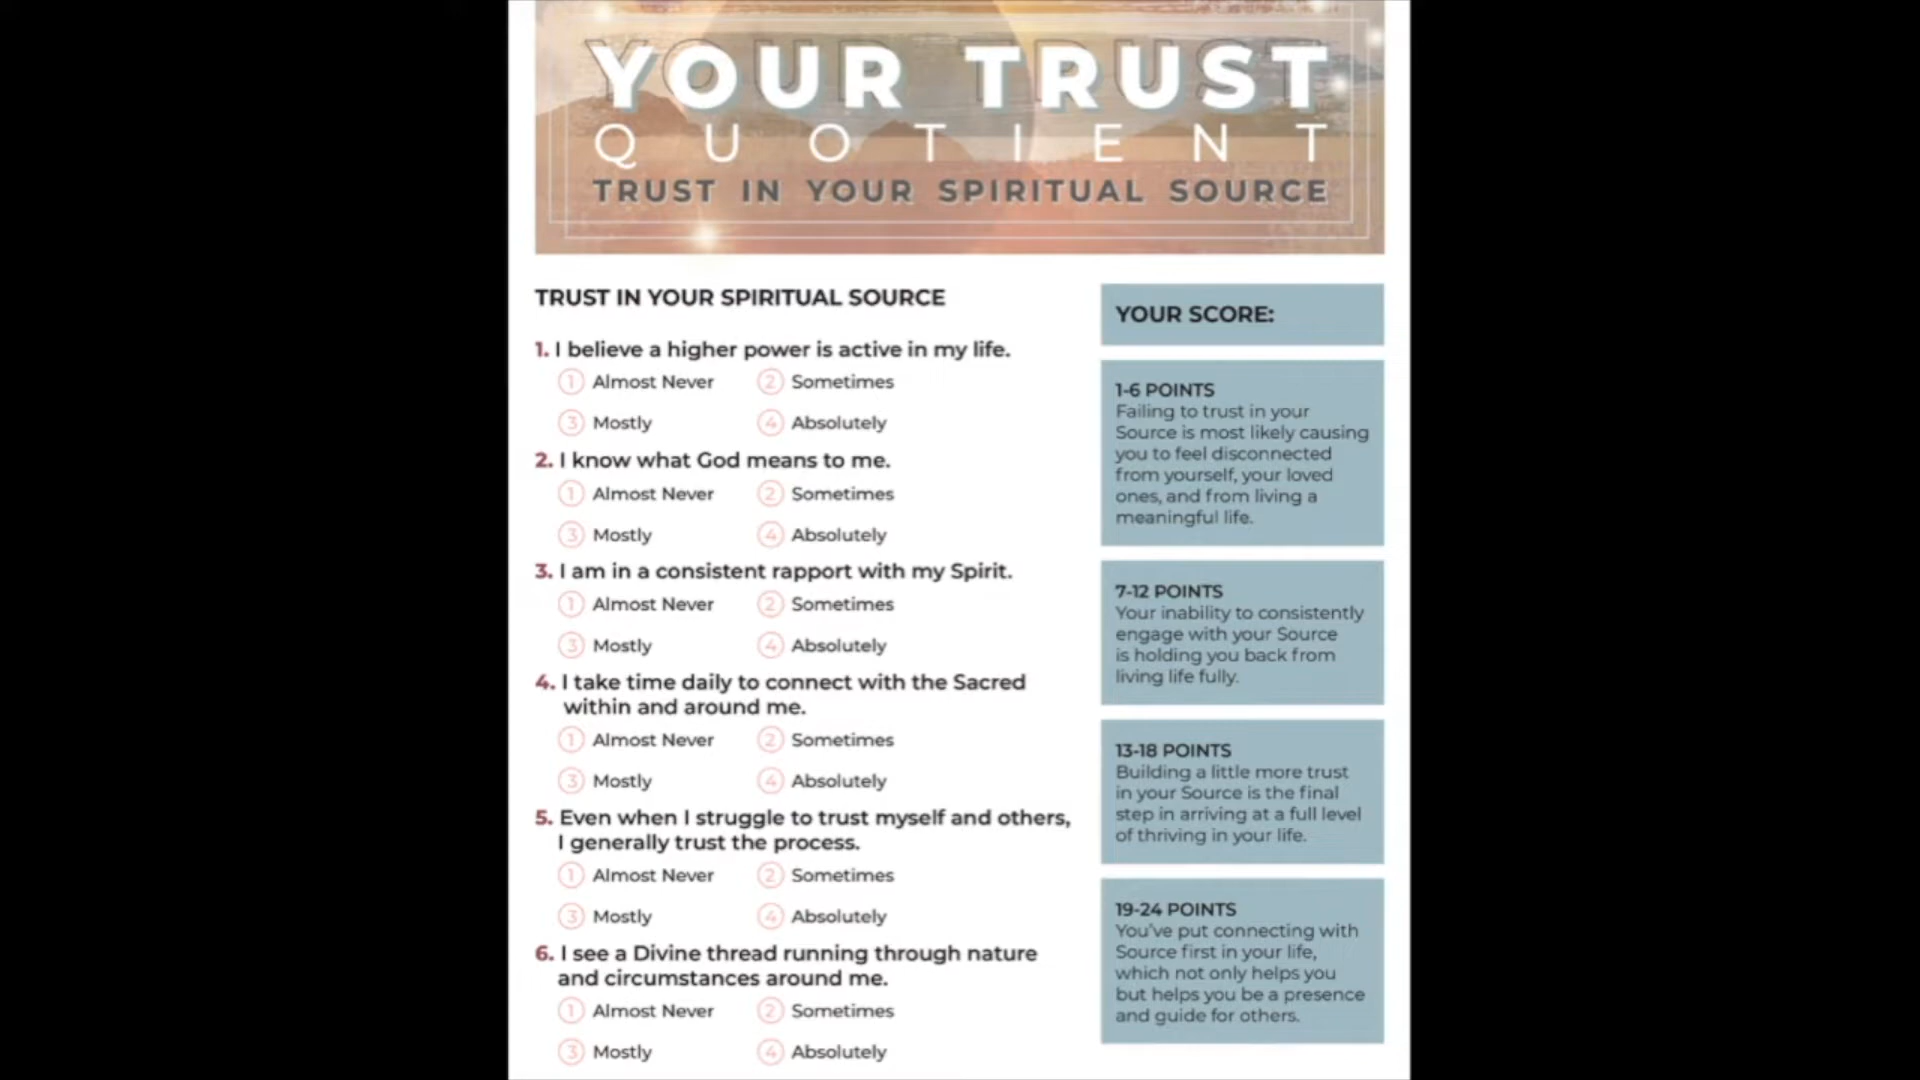 YOUR TRUST
QUOTIENT
TRUST IN YOUR SPIRITUAL SOURCE
TRUST IN YOUR SPIRITUAL SOURCE
1. I believe a higher power is active in my life.
1 Almost Never 2 Sometimes
3 Mostly 4 Absolutely
2. I know what God means to me.
1 Almost Never 2 Sometimes
3 Mostly 4 Absolutely
3. I am in a consistent rapport with my Spirit.
1 Almost Never 2 Sometimes
3 Mostly 4 Absolutely
4. I take time daily to connect with the Sacred
within and around me.
1 Almost Never 2 Sometimes
3 Mostly 4 Absolutely
5. Even when I struggle to trust myself and others,
I generally trust the process.
1 Almost Never 2 Sometimes
3 Mostly 4 Absolutely
6. I see a Divine thread running through nature
and circumstances around me.
1 Almost Never 2 Sometimes
3 Mostly 4 Absolutely
YOUR SCORE:
1-6 POINTS
Failing to trust in your
Source is most likely causing
you to feel disconnected
from yourself, your loved
ones, and from living a
meaningful life.
7-12 POINTS
Your inability to consistently
engage with your Source
is holding you back from
living life fully.
13-18 POINTS
Building a little more trust
in your Source is the final
step in arriving at a full level
of thriving in your life.
19-24 POINTS
You've put connecting with
Source first in your life,
which not only helps you
but helps you be a presence
and guide for others.